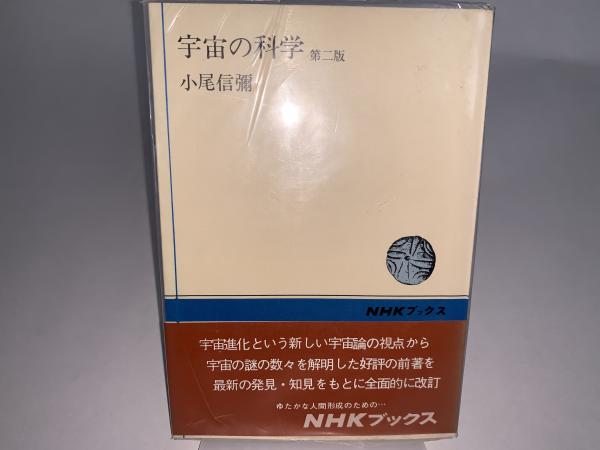 宇宙の科学 第二版
小尾信彌
NHKブックス
宇宙進化という新しい宇宙論の視点から
宇宙の謎の数々を解明した好評の前著を
最新の発見・知見をもとに全面的に改訂
ゆたかな人間形成のための…
NHKブックス